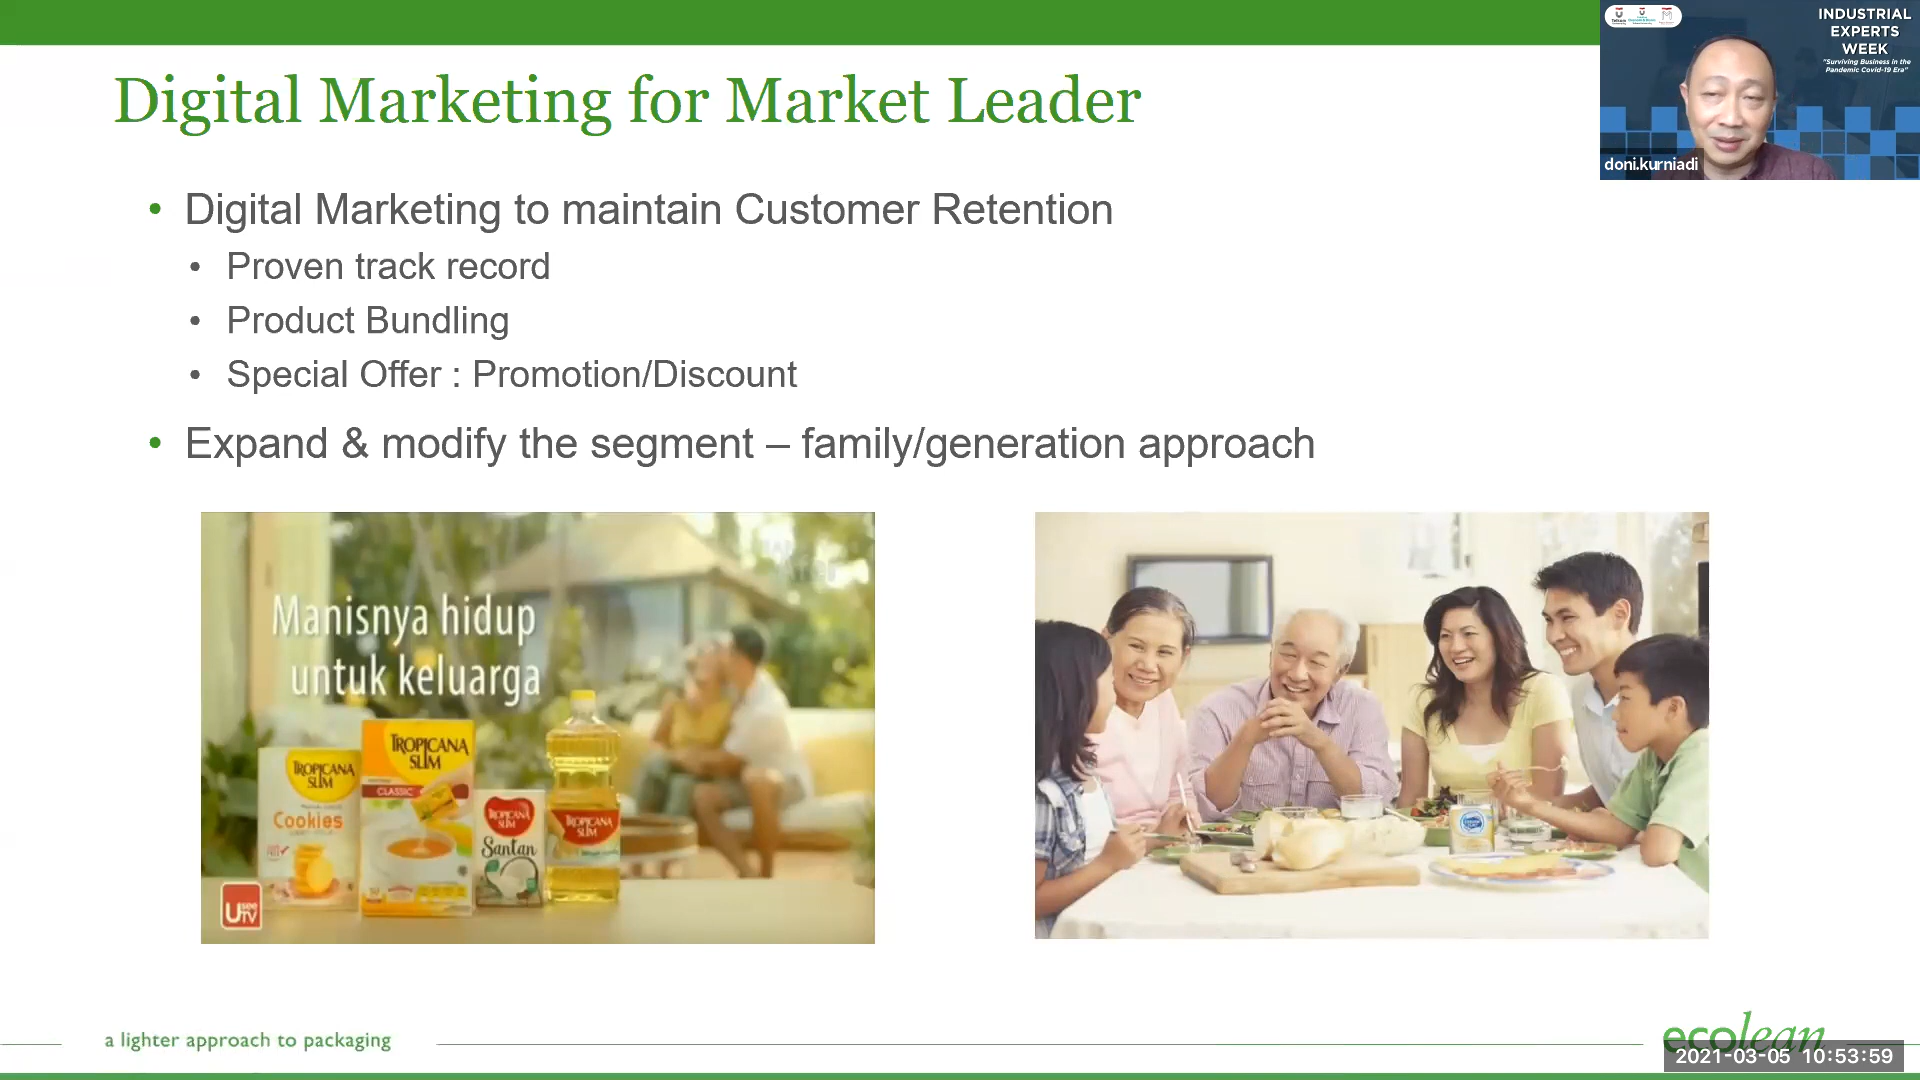 INDUSTRIAL
EXPERTS
WEEK
"Surviving Business in the
Pandemic Covid-19 Era"
doni.kurniadi
Digital Marketing for Market Leader
• Digital Marketing to maintain Customer Retention
• Proven track record
• Product Bundling
• Special Offer : Promotion/Discount
• Expand & modify the segment – family/generation approach
Manisnya hidup
untuk keluarga
TROPICANA
SLIM
Cookies
TROPICANA
SLIM
CLASSIC
TROPICANA
SLIM
Santan
TROPICANA
SLIM
Usee
TV
a lighter approach to packaging
ecolean
2021-03-05 10:53:59